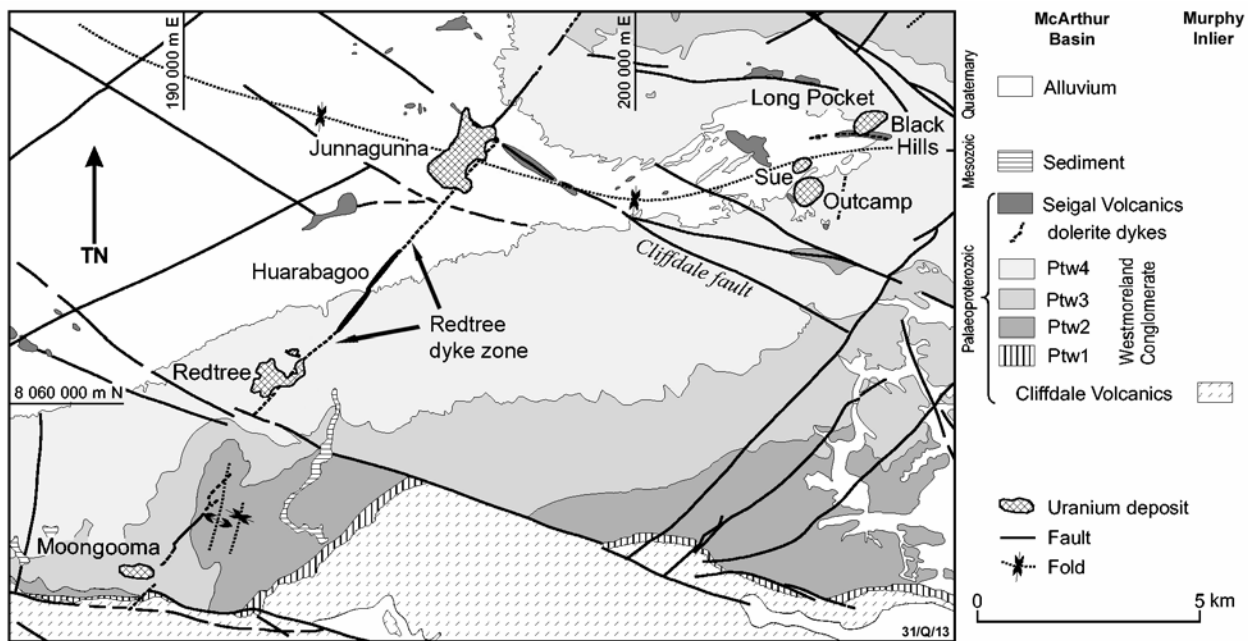 190 000 m E
200 000 m E
Long Pocket
Black
Hills
Junnagunna
Sue
Outcamp
TN
Huarabagoo
Cliffdale fault
Redtree
dyke zone
Redtree
8 060 000 m N
Moongooma
31/Q/13
McArthur
Basin
Murphy
Inlier
Quaternary
Alluvium
Mesozoic
Sediment
Palaeoproterozoic
Seigal Volcanics
dolerite dykes
Ptw4
Ptw3
Ptw2
Ptw1
Westmoreland
Conglomerate
Cliffdale Volcanics
Uranium deposit
Fault
Fold
0
5 km